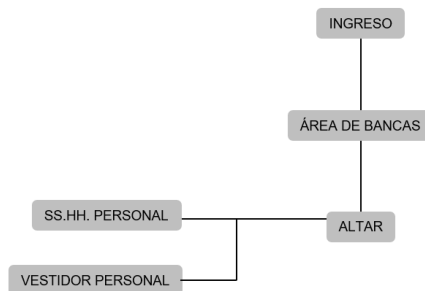 INGRESO
ÁREA DE BANCAS
SS.HH. PERSONAL
ALTAR
VESTIDOR PERSONAL